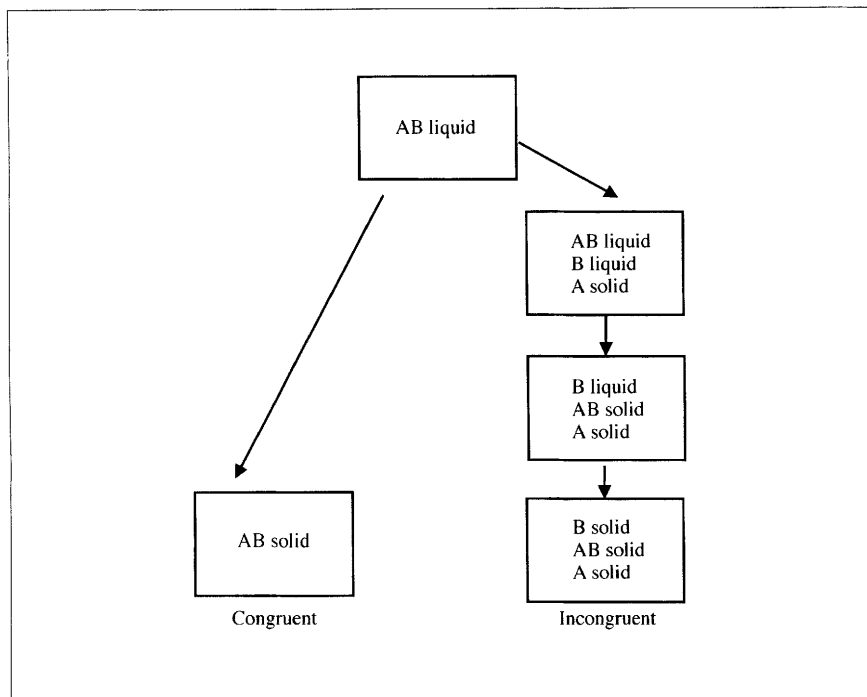 AB liquid
AB liquid
B liquid
A solid
B liquid
AB solid
A solid
B solid
AB solid
A solid
AB solid
Congruent
Incongruent